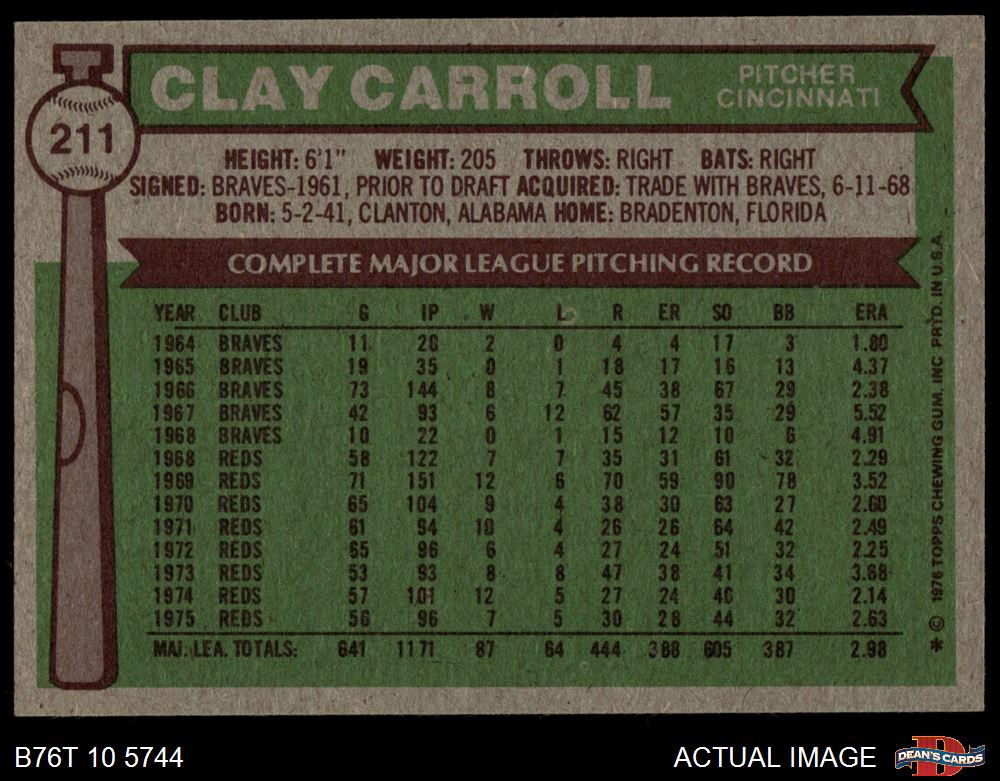 CLAY CARROLL
PITCHER
CINCINNATI
211
HEIGHT: 6'1" WEIGHT: 205 THROWS: RIGHT BATS: RIGHT
SIGNED: BRAVES-1961, PRIOR TO DRAFT ACQUIRED: TRADE WITH BRAVES, 6-11-68
BORN: 5-2-41, CLANTON, ALABAMA HOME: BRADENTON, FLORIDA
COMPLETE MAJOR LEAGUE PITCHING RECORD
YEAR CLUB G IP W L R ER SO BB ERA
1964 BRAVES 11 20 2 0 4 4 17 3 1.80
1965 BRAVES 19 35 0 1 18 17 16 13 4.37
1966 BRAVES 73 144 8 7 45 38 67 29 2.38
1967 BRAVES 42 93 6 12 62 57 35 29 5.52
1968 BRAVES 10 22 0 1 15 12 10 6 4.91
1968 REDS 58 122 7 7 35 31 61 32 2.29
1969 REDS 71 151 12 6 70 59 90 78 3.52
1970 REDS 65 104 9 4 38 30 63 27 2.60
1971 REDS 61 94 10 4 26 26 64 42 2.49
1972 REDS 65 96 6 4 27 24 51 32 2.25
1973 REDS 53 93 8 8 47 38 41 34 3.68
1974 REDS 57 101 12 5 27 24 46 30 2.14
1975 REDS 56 96 7 5 30 28 44 32 2.63
MAJ. LEA. TOTALS: 641 1171 87 64 444 388 605 387 2.98
* © 1976 TOPPS CHEWING GUM, INC PRTD. IN U.S.A.
B76T 10 5744
ACTUAL IMAGE
D
DEAN'S CARDS